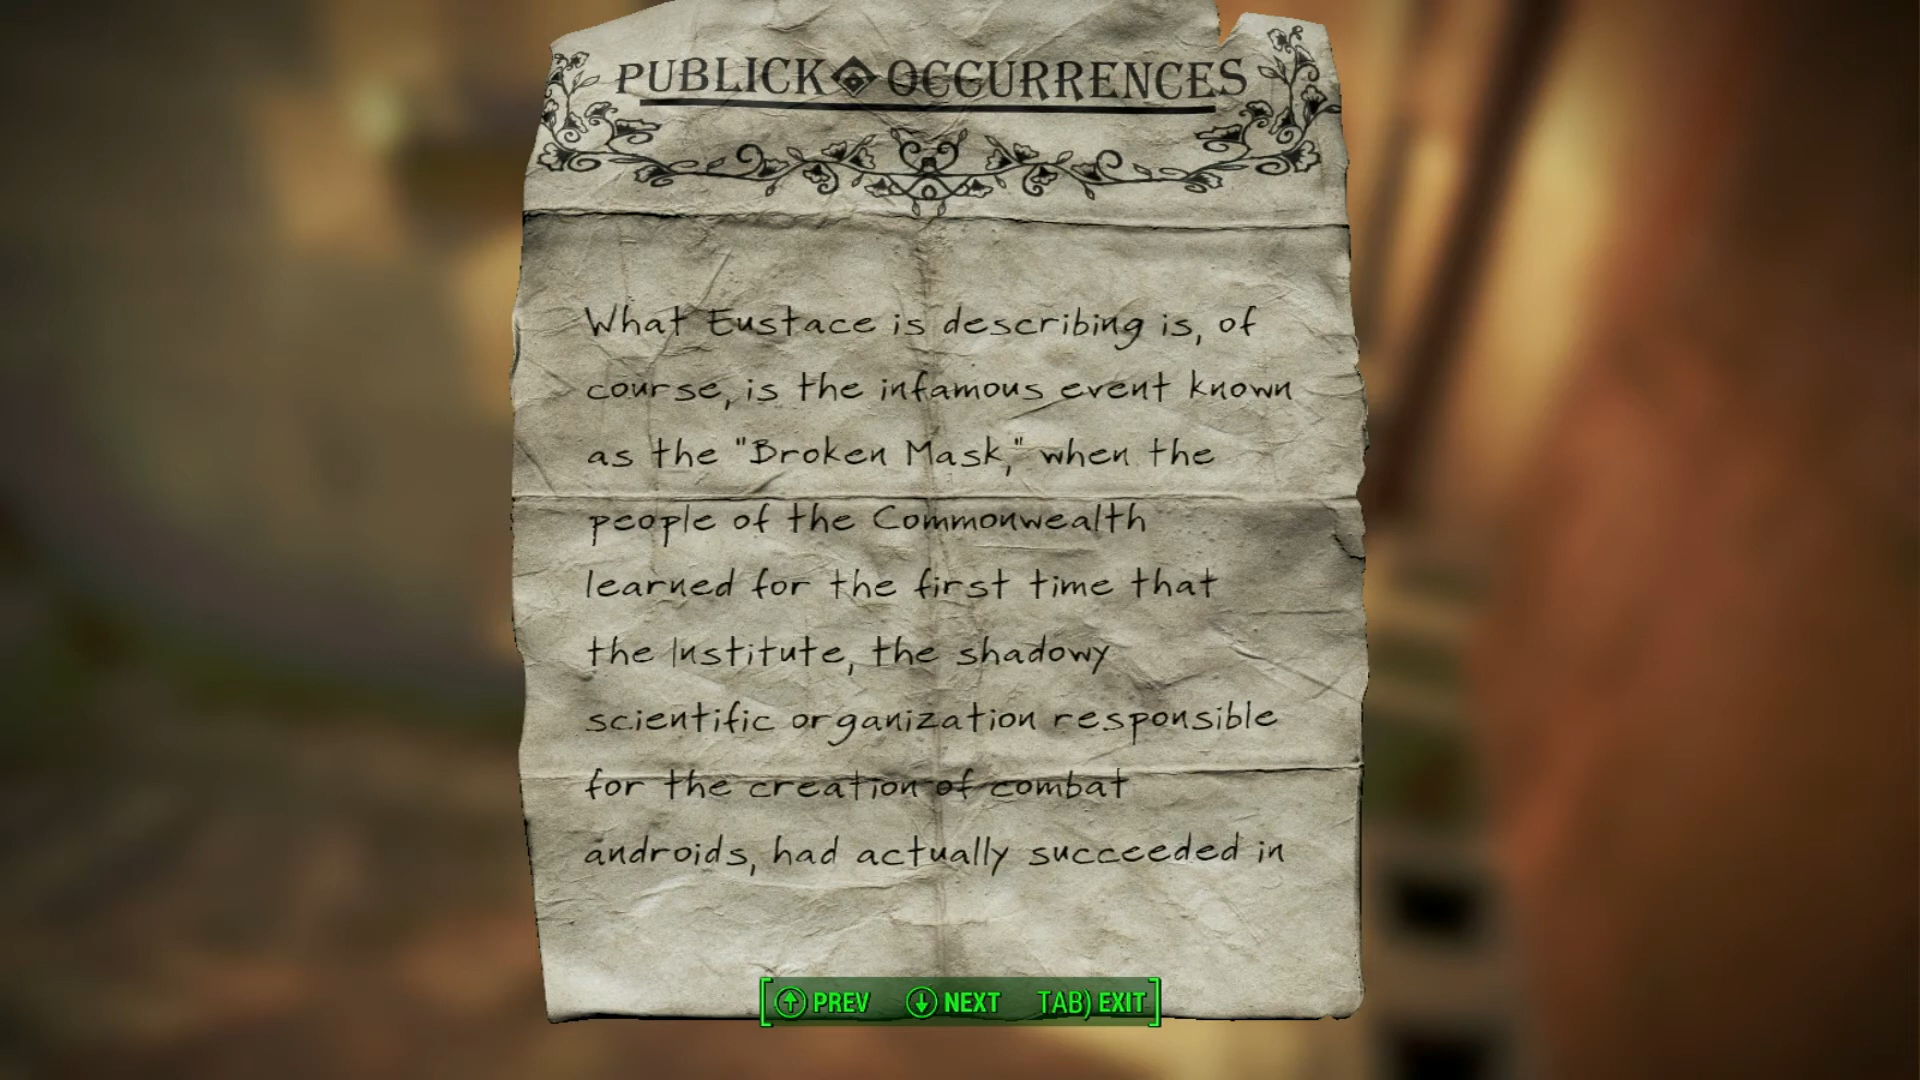 PUBLICK OCCURRENCES
What Eustace is describing is, of
course, is the infamous event known
as the "Broken Mask," when the
people of the Commonwealth
learned for the first time that
the Institute, the shadowy
scientific organization responsible
for the creation of combat
androids, had actually succeeded in
PREV NEXT TAB) EXIT